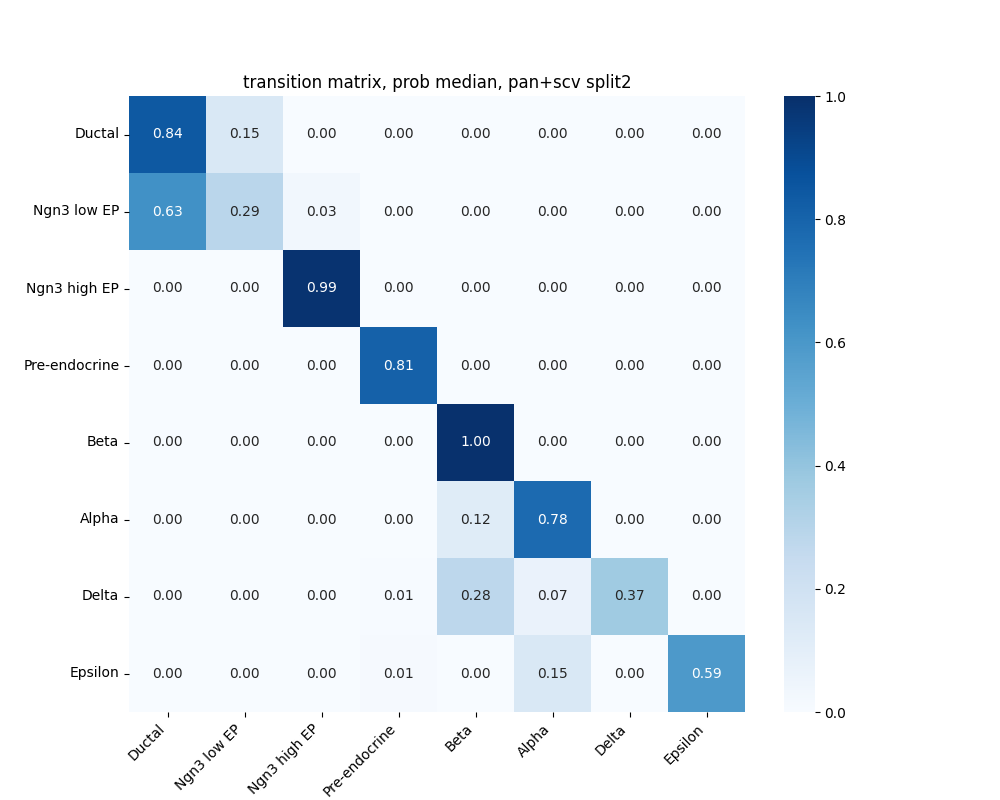 transition matrix, prob median, pan+scv split2
Ductal 0.84 0.15 0.00 0.00 0.00 0.00 0.00 0.00
Ngn3 low EP 0.63 0.29 0.03 0.00 0.00 0.00 0.00 0.00
Ngn3 high EP 0.00 0.00 0.99 0.00 0.00 0.00 0.00 0.00
Pre-endocrine 0.00 0.00 0.00 0.81 0.00 0.00 0.00 0.00
Beta 0.00 0.00 0.00 0.00 1.00 0.00 0.00 0.00
Alpha 0.00 0.00 0.00 0.00 0.12 0.78 0.00 0.00
Delta 0.00 0.00 0.00 0.01 0.28 0.07 0.37 0.00
Epsilon 0.00 0.00 0.00 0.01 0.00 0.15 0.00 0.59
Ductal Ngn3 low EP Ngn3 high EP Pre-endocrine Beta Alpha Delta Epsilon
1.0
0.8
0.6
0.4
0.2
0.0